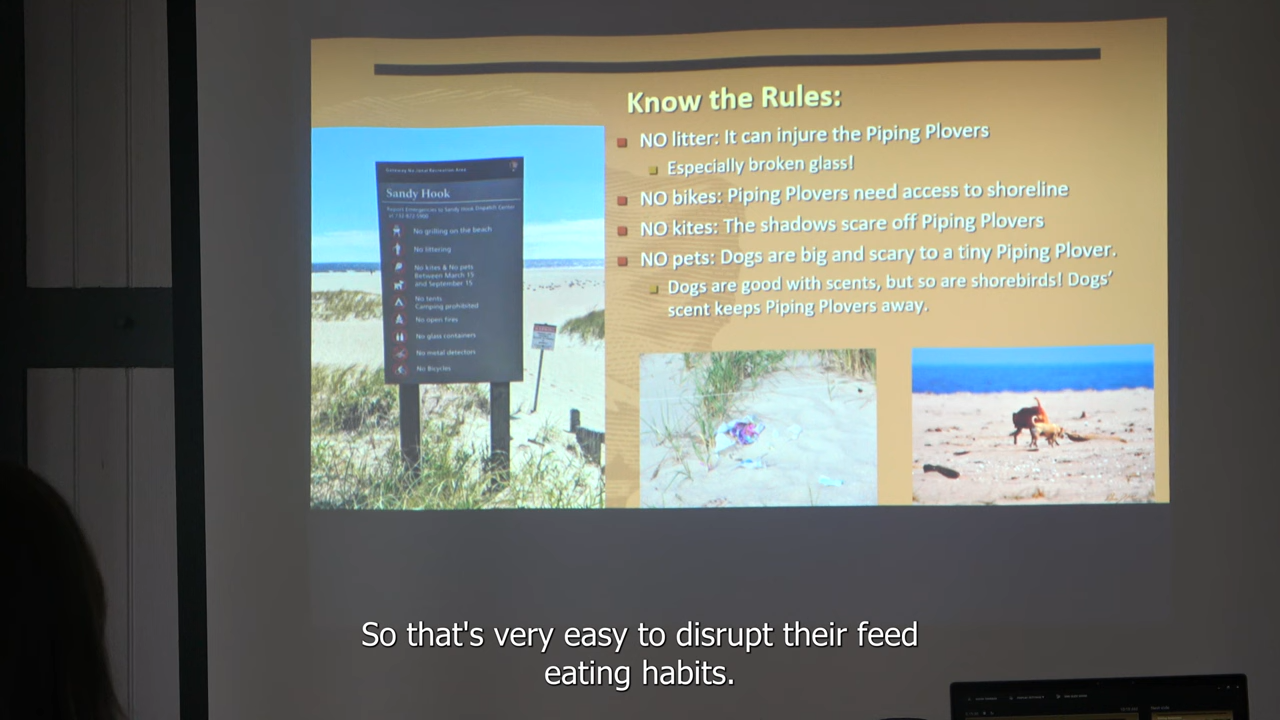 Know the Rules:
NO litter: It can injure the Piping Plovers
Especially broken glass!
NO bikes: Piping Plovers need access to shoreline
NO kites: The shadows scare off Piping Plovers
NO pets: Dogs are big and scary to a tiny Piping Plover.
Dogs are good with scents, but so are shorebirds! Dogs'
scent keeps Piping Plovers away.
Sandy Hook
No grilling on the beach
No littering
No kites & No pets
Between March 15
and September 15
No tents
Camping prohibited
No open fires
No glass containers
No metal detectors
No Bicycles
So that's very easy to disrupt their feed
eating habits.